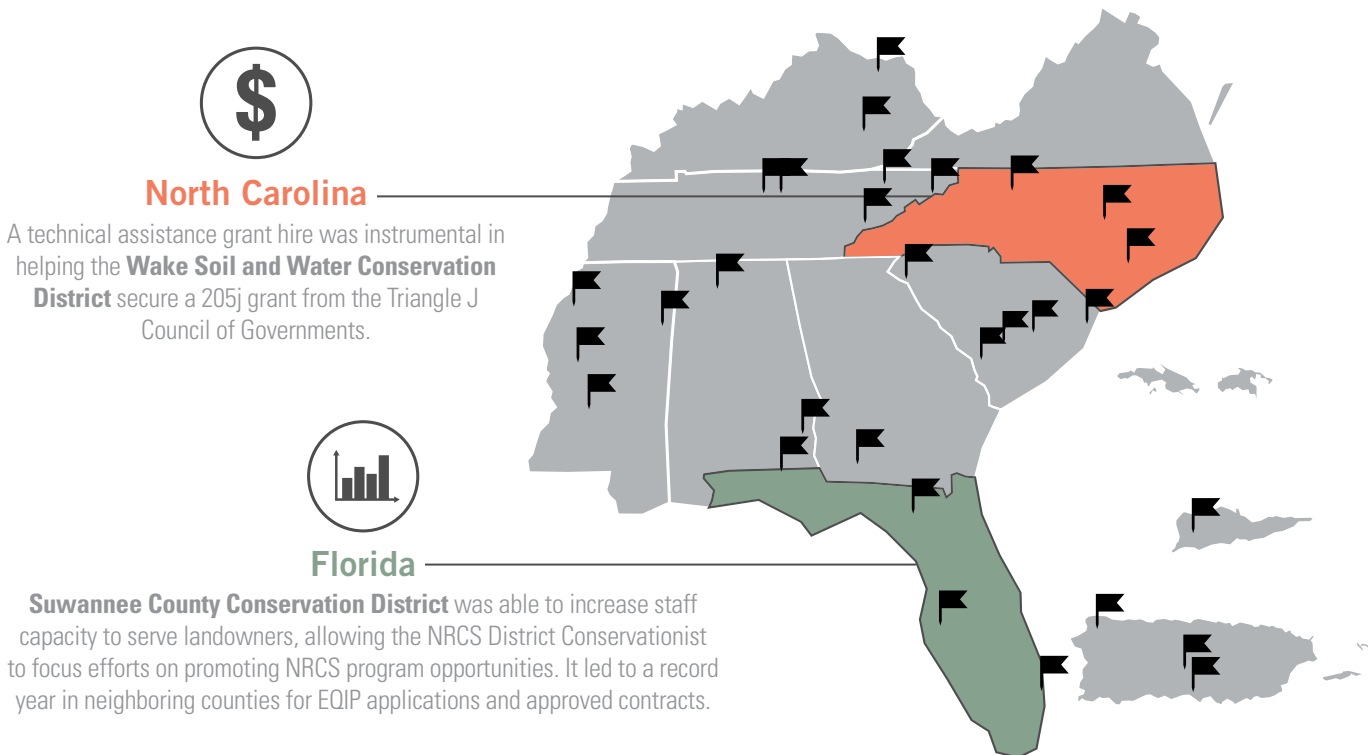 $
North Carolina
A technical assistance grant hire was instrumental in
helping the Wake Soil and Water Conservation
District secure a 205j grant from the Triangle J
Council of Governments.
Florida
Suwannee County Conservation District was able to increase staff
capacity to serve landowners, allowing the NRCS District Conservationist
to focus efforts on promoting NRCS program opportunities. It led to a record
year in neighboring counties for EQIP applications and approved contracts.